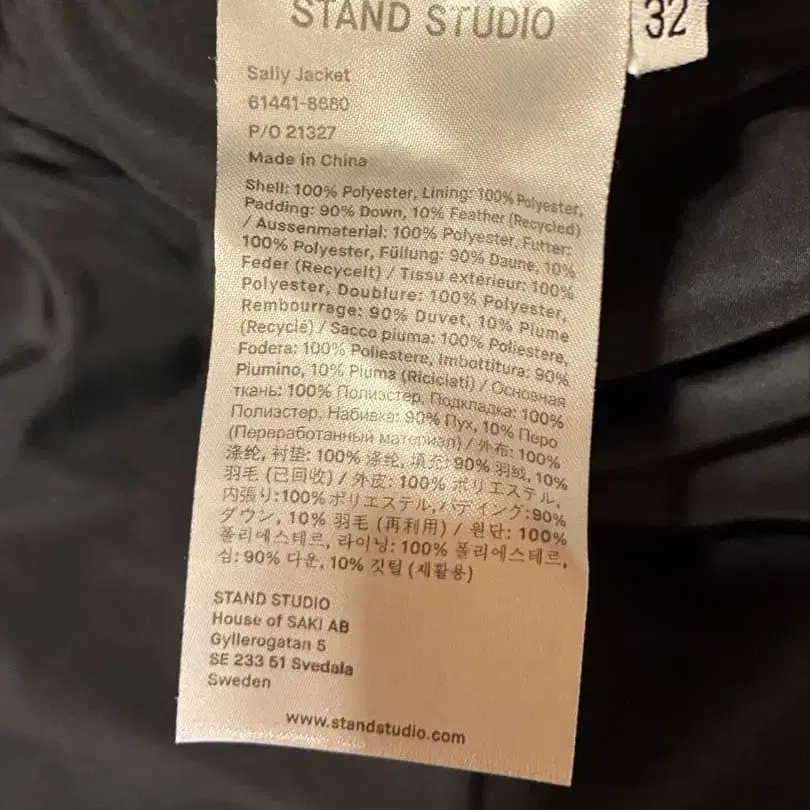 STAND STUDIO
32
Sally Jacket
61441-8680
P/O 21327
Made in China
Shell: 100% Polyester, Lining: 100% Polyester,
Padding: 90% Down, 10% Feather (Recycled)
/ Aussenmaterial: 100% Polyester, Futter:
100% Polyester, Füllung: 90% Daune, 10%
Feder (Recycelt) / Tissu extérieur: 100%
Polyester, Doublure: 100% Polyester,
Rembourrage: 90% Duvet, 10% Plume
(Recyclé) / Sacco piuma: 100% Poliestere,
Fodera: 100% Poliestere, Imbottitura: 90%
Piumino, 10% Piuma (Riciclati) / Основная
ткань: 100% Полиэстер, Подкладка: 100%
Полиэстер. Набивка: 90% Пух, 10% Перо
(Переработанный материал) / 外布: 100%
涤纶, 衬垫: 100% 涤纶, 填充: 90% 羽绒, 10%
羽毛 (已回收) / 外皮: 100% ポリエステル,
内張り:100% ポリエステル,パディング:90%
ダウン, 10% 羽毛 (再利用) / 원단: 100%
폴리에스테르, 라이닝: 100% 폴리에스테르,
심: 90% 다운, 10% 깃털 (재활용)
STAND STUDIO
House of SAKI AB
Gyllerogatan 5
SE 233 51 Svedala
Sweden
www.standstudio.com